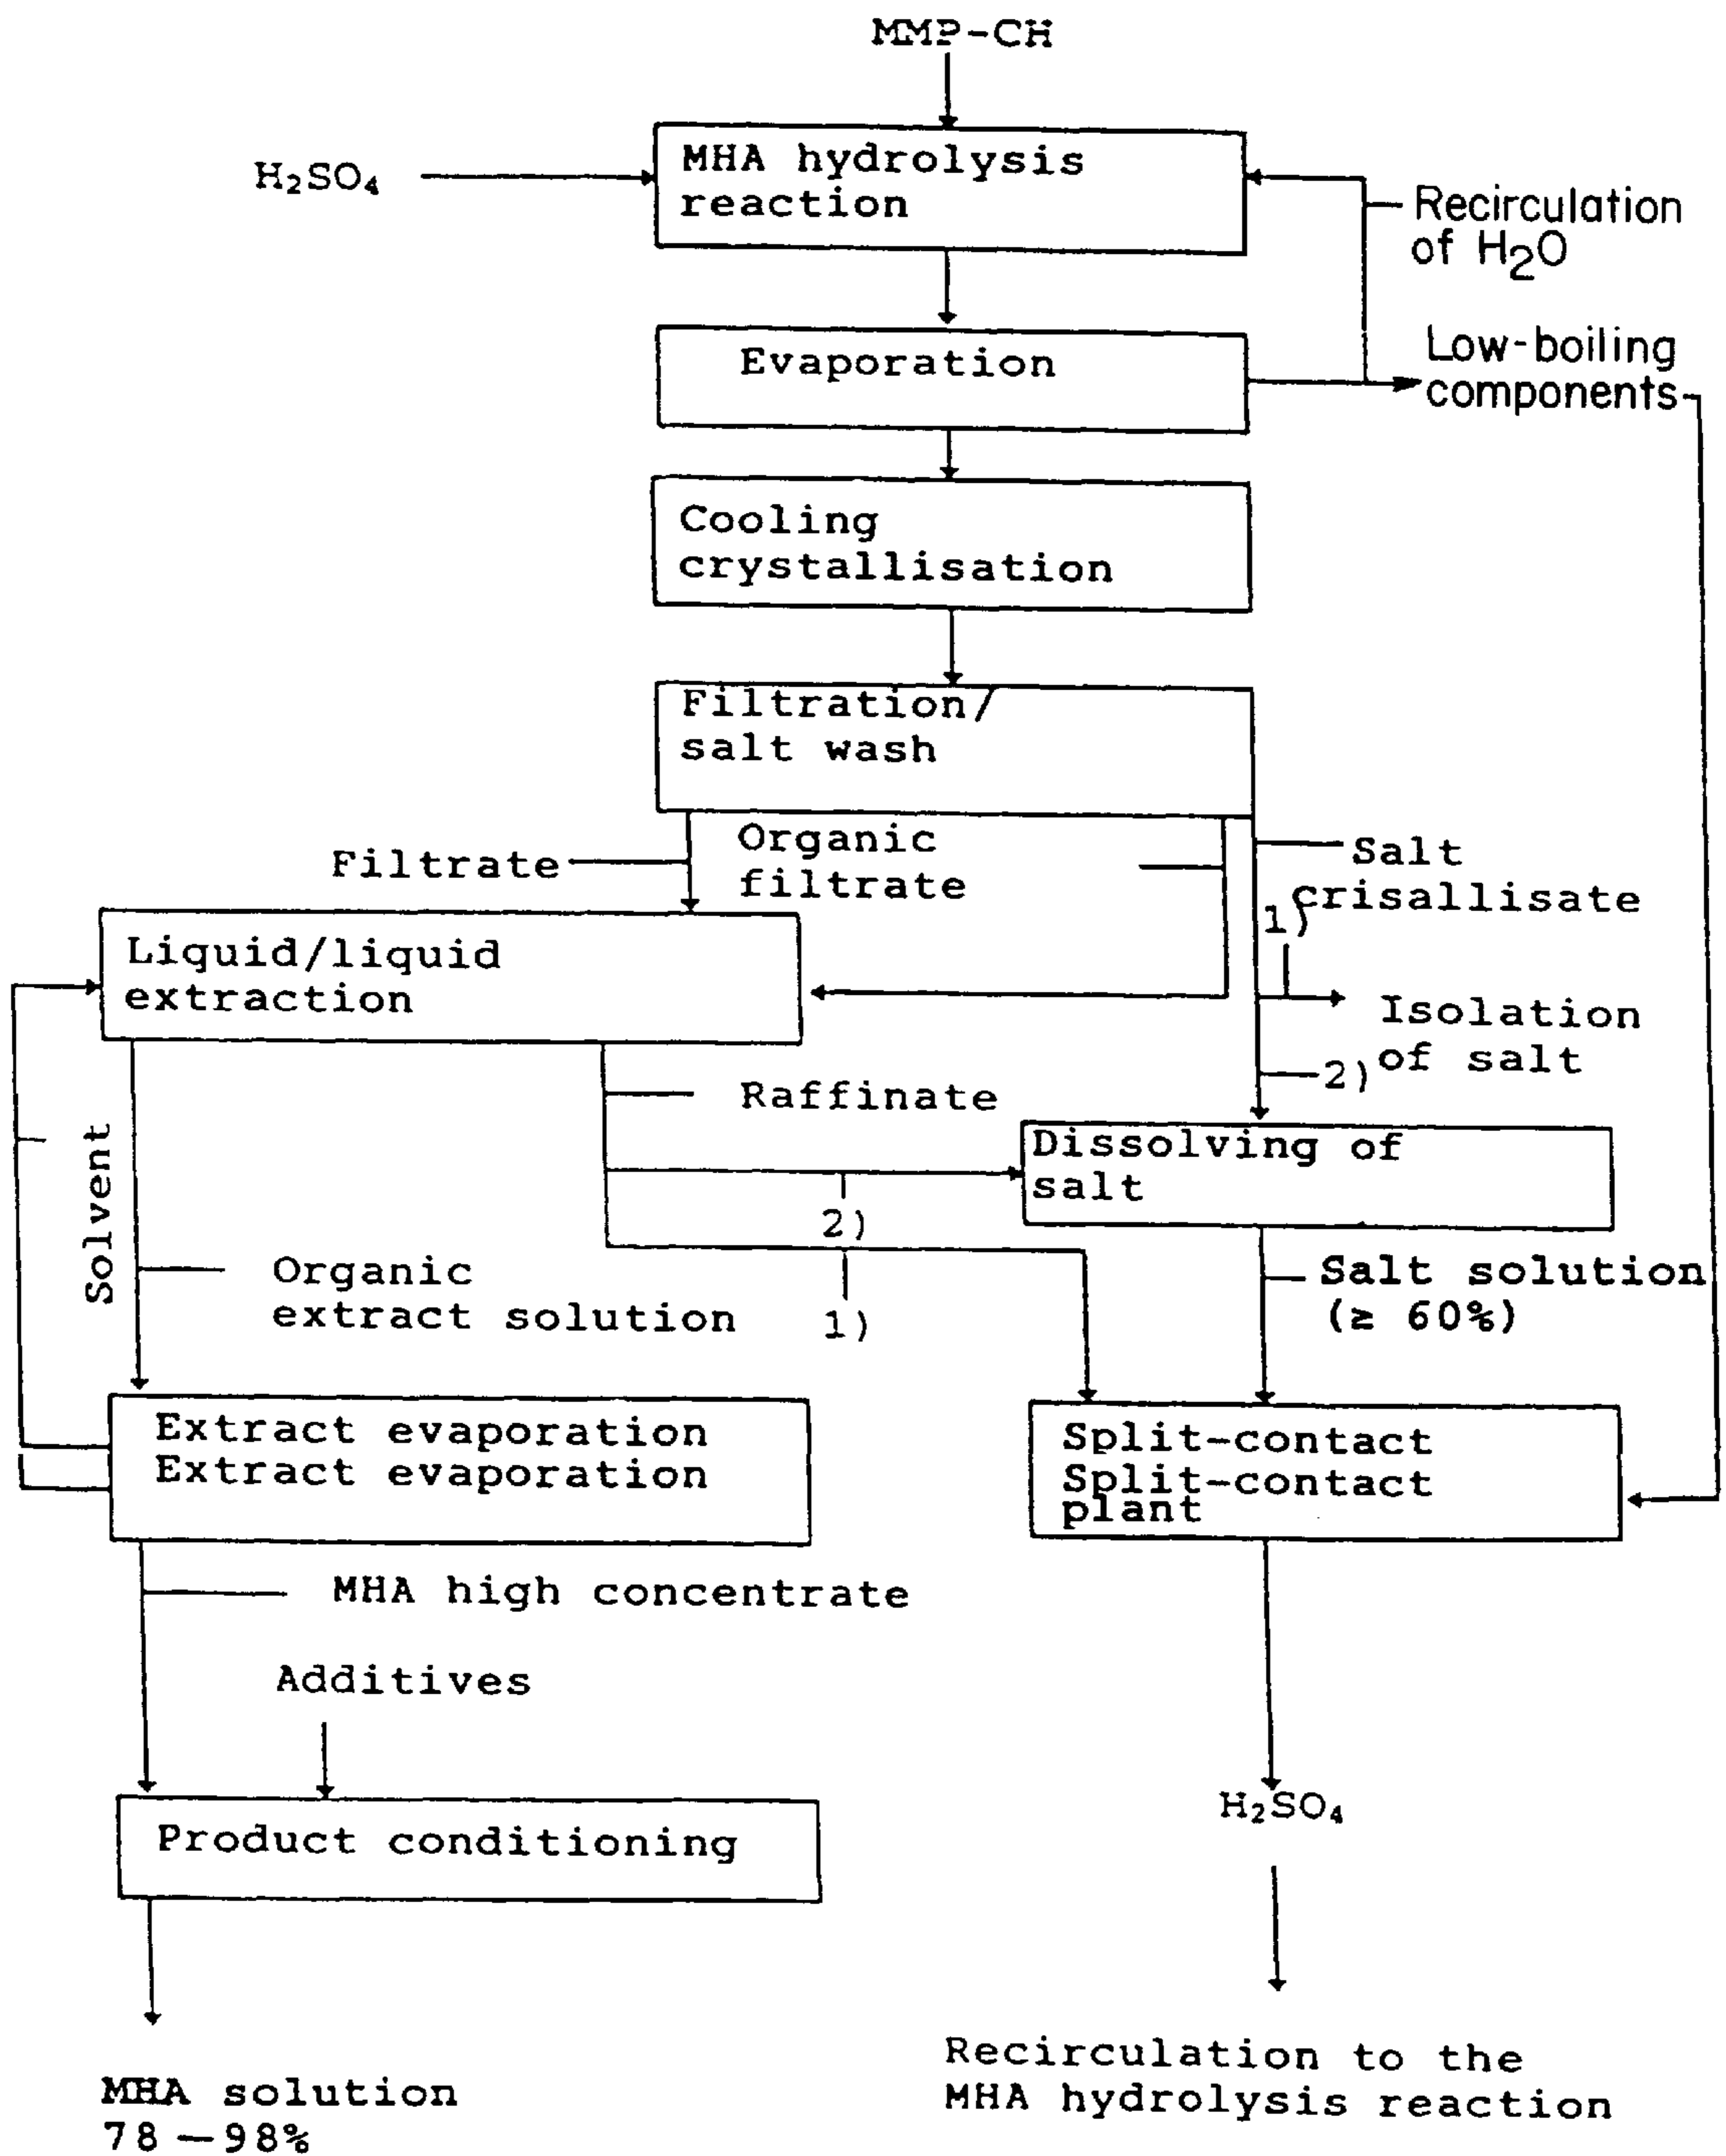 MMP-CH
H₂SO₄
MHA hydrolysis
reaction
Recirculation
of H₂O
Evaporation
Low-boiling
components
Cooling
crystallisation
Filtration/
salt wash
Filtrate
Organic
filtrate
Salt
crisallisate
1)
Liquid/liquid
extraction
Isolation
of salt
2)
Raffinate
Solvent
Dissolving of
salt
2)
Organic
extract solution
1)
Salt solution
(≥ 60%)
Extract evaporation
Extract evaporation
Split-contact
Split-contact
plant
MHA high concentrate
Additives
Product conditioning
H₂SO₄
MHA solution
78—98%
Recirculation to the
MHA hydrolysis reaction